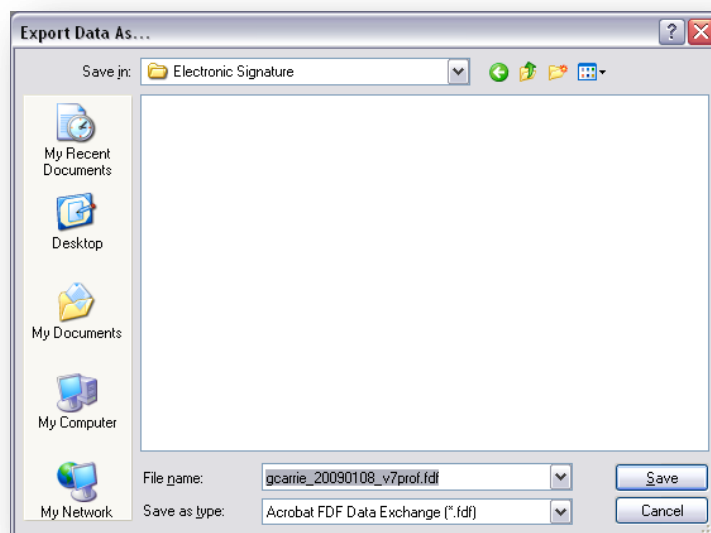 Export Data As...
Save in:
Electronic Signature
My Recent
Documents
Desktop
My Documents
My Computer
My Network
File name:
gcarrie_20090108_v7prof.fdf
Save
Save as type:
Acrobat FDF Data Exchange (*.fdf)
Cancel